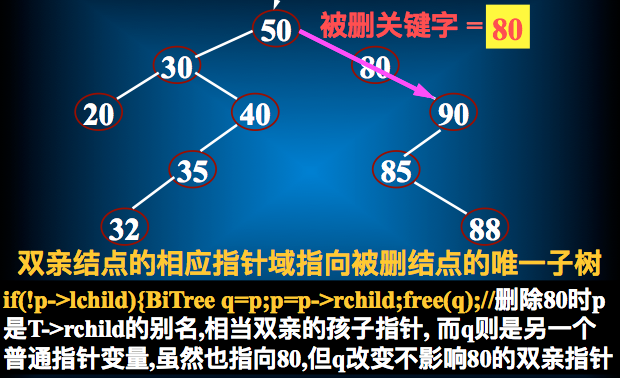 50
被删关键字 = 80
30
80
20
40
90
35
85
32
88
双亲结点的相应指针域指向被删结点的唯一子树
if(!p->lchild){BiTree q=p;p=p->rchild;free(q);//删除80时p
是T->rchild的别名,相当双亲的孩子指针, 而q则是另一个
普通指针变量,虽然也指向80,但q改变不影响80的双亲指针